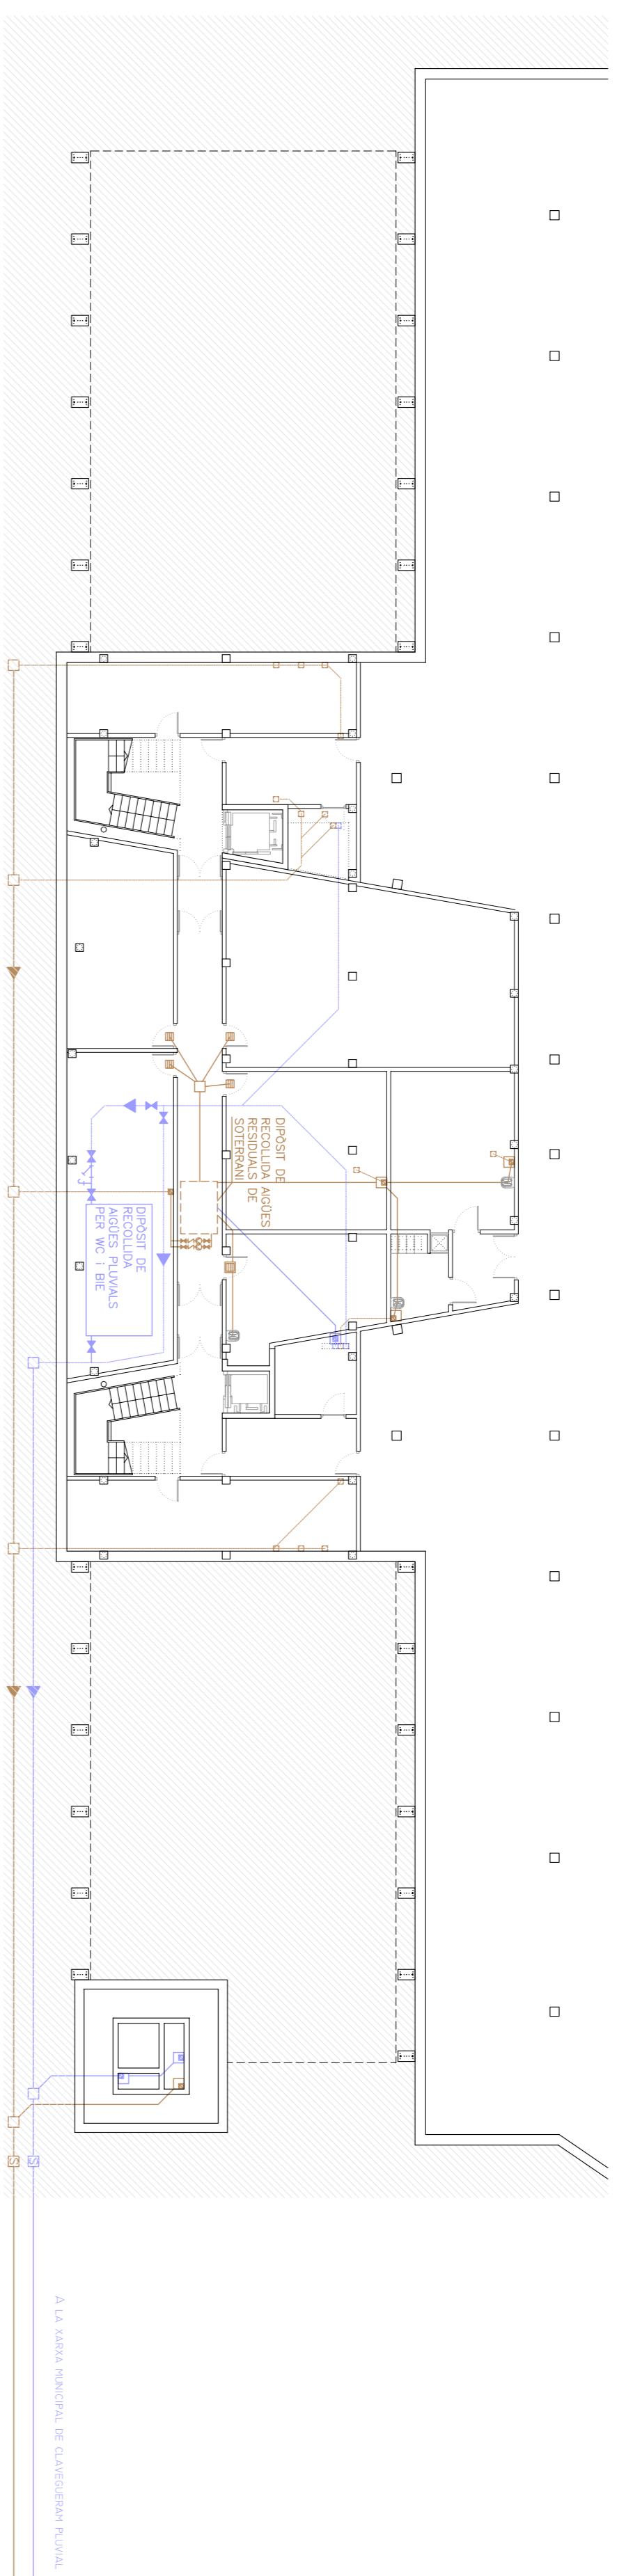 DIPÒSIT DE
RECOLLIDA AIGÜES
RESIDUALS DE
SOTERRANI
DIPÒSIT DE
RECOLLIDA
AIGÜES PLUVIALS
PER WC i BIE
S
S
A LA XARXA MUNICIPAL DE CLAVEGUERAM PLUVIAL